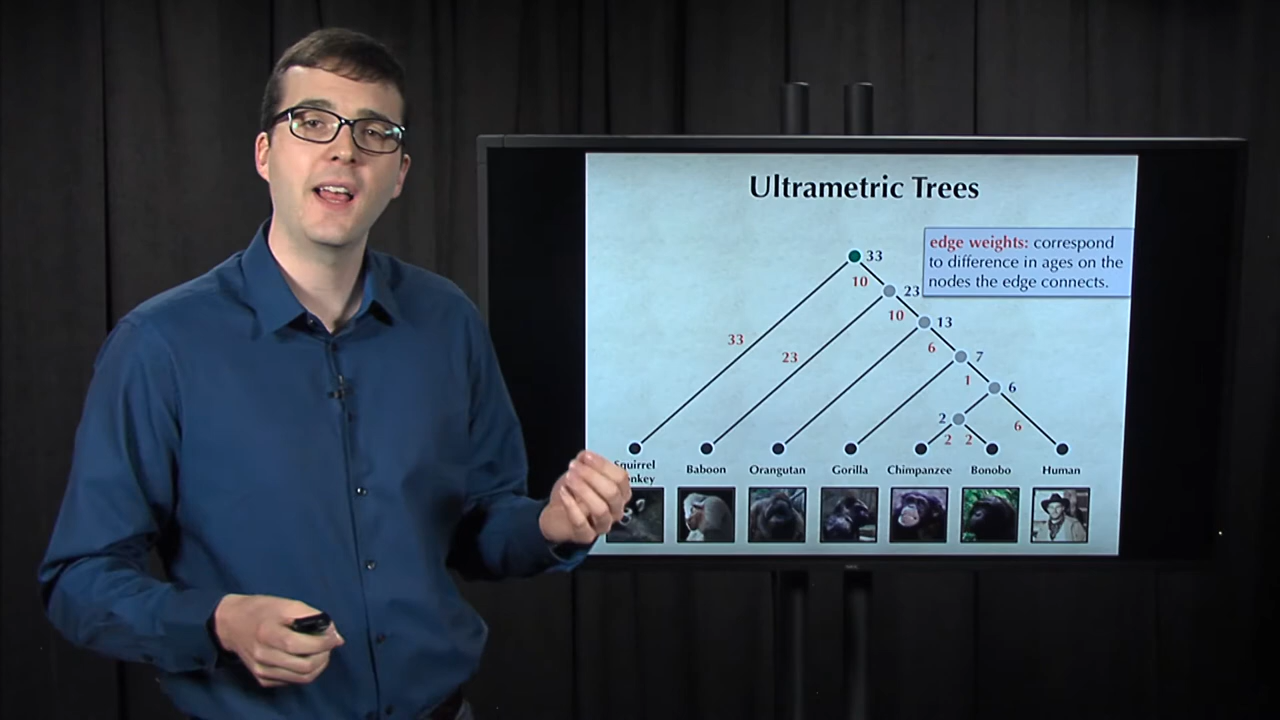 Ultrametric Trees
edge weights: correspond
to difference in ages on the
nodes the edge connects.
33
10
23
10
13
33
23
6
7
1
6
2
6
2
2
Squirrel
Baboon
Orangutan
Gorilla
Chimpanzee
Bonobo
Human